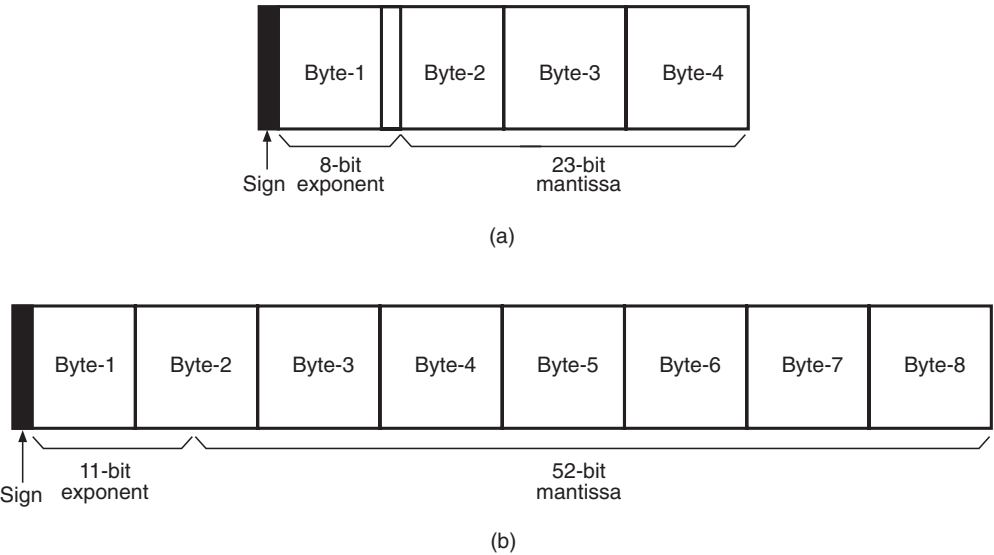 Byte-1 Byte-2 Byte-3 Byte-4
8-bit
exponent
Sign
23-bit
mantissa
(a)
Byte-1 Byte-2 Byte-3 Byte-4 Byte-5 Byte-6 Byte-7 Byte-8
11-bit
exponent
Sign
52-bit
mantissa
(b)